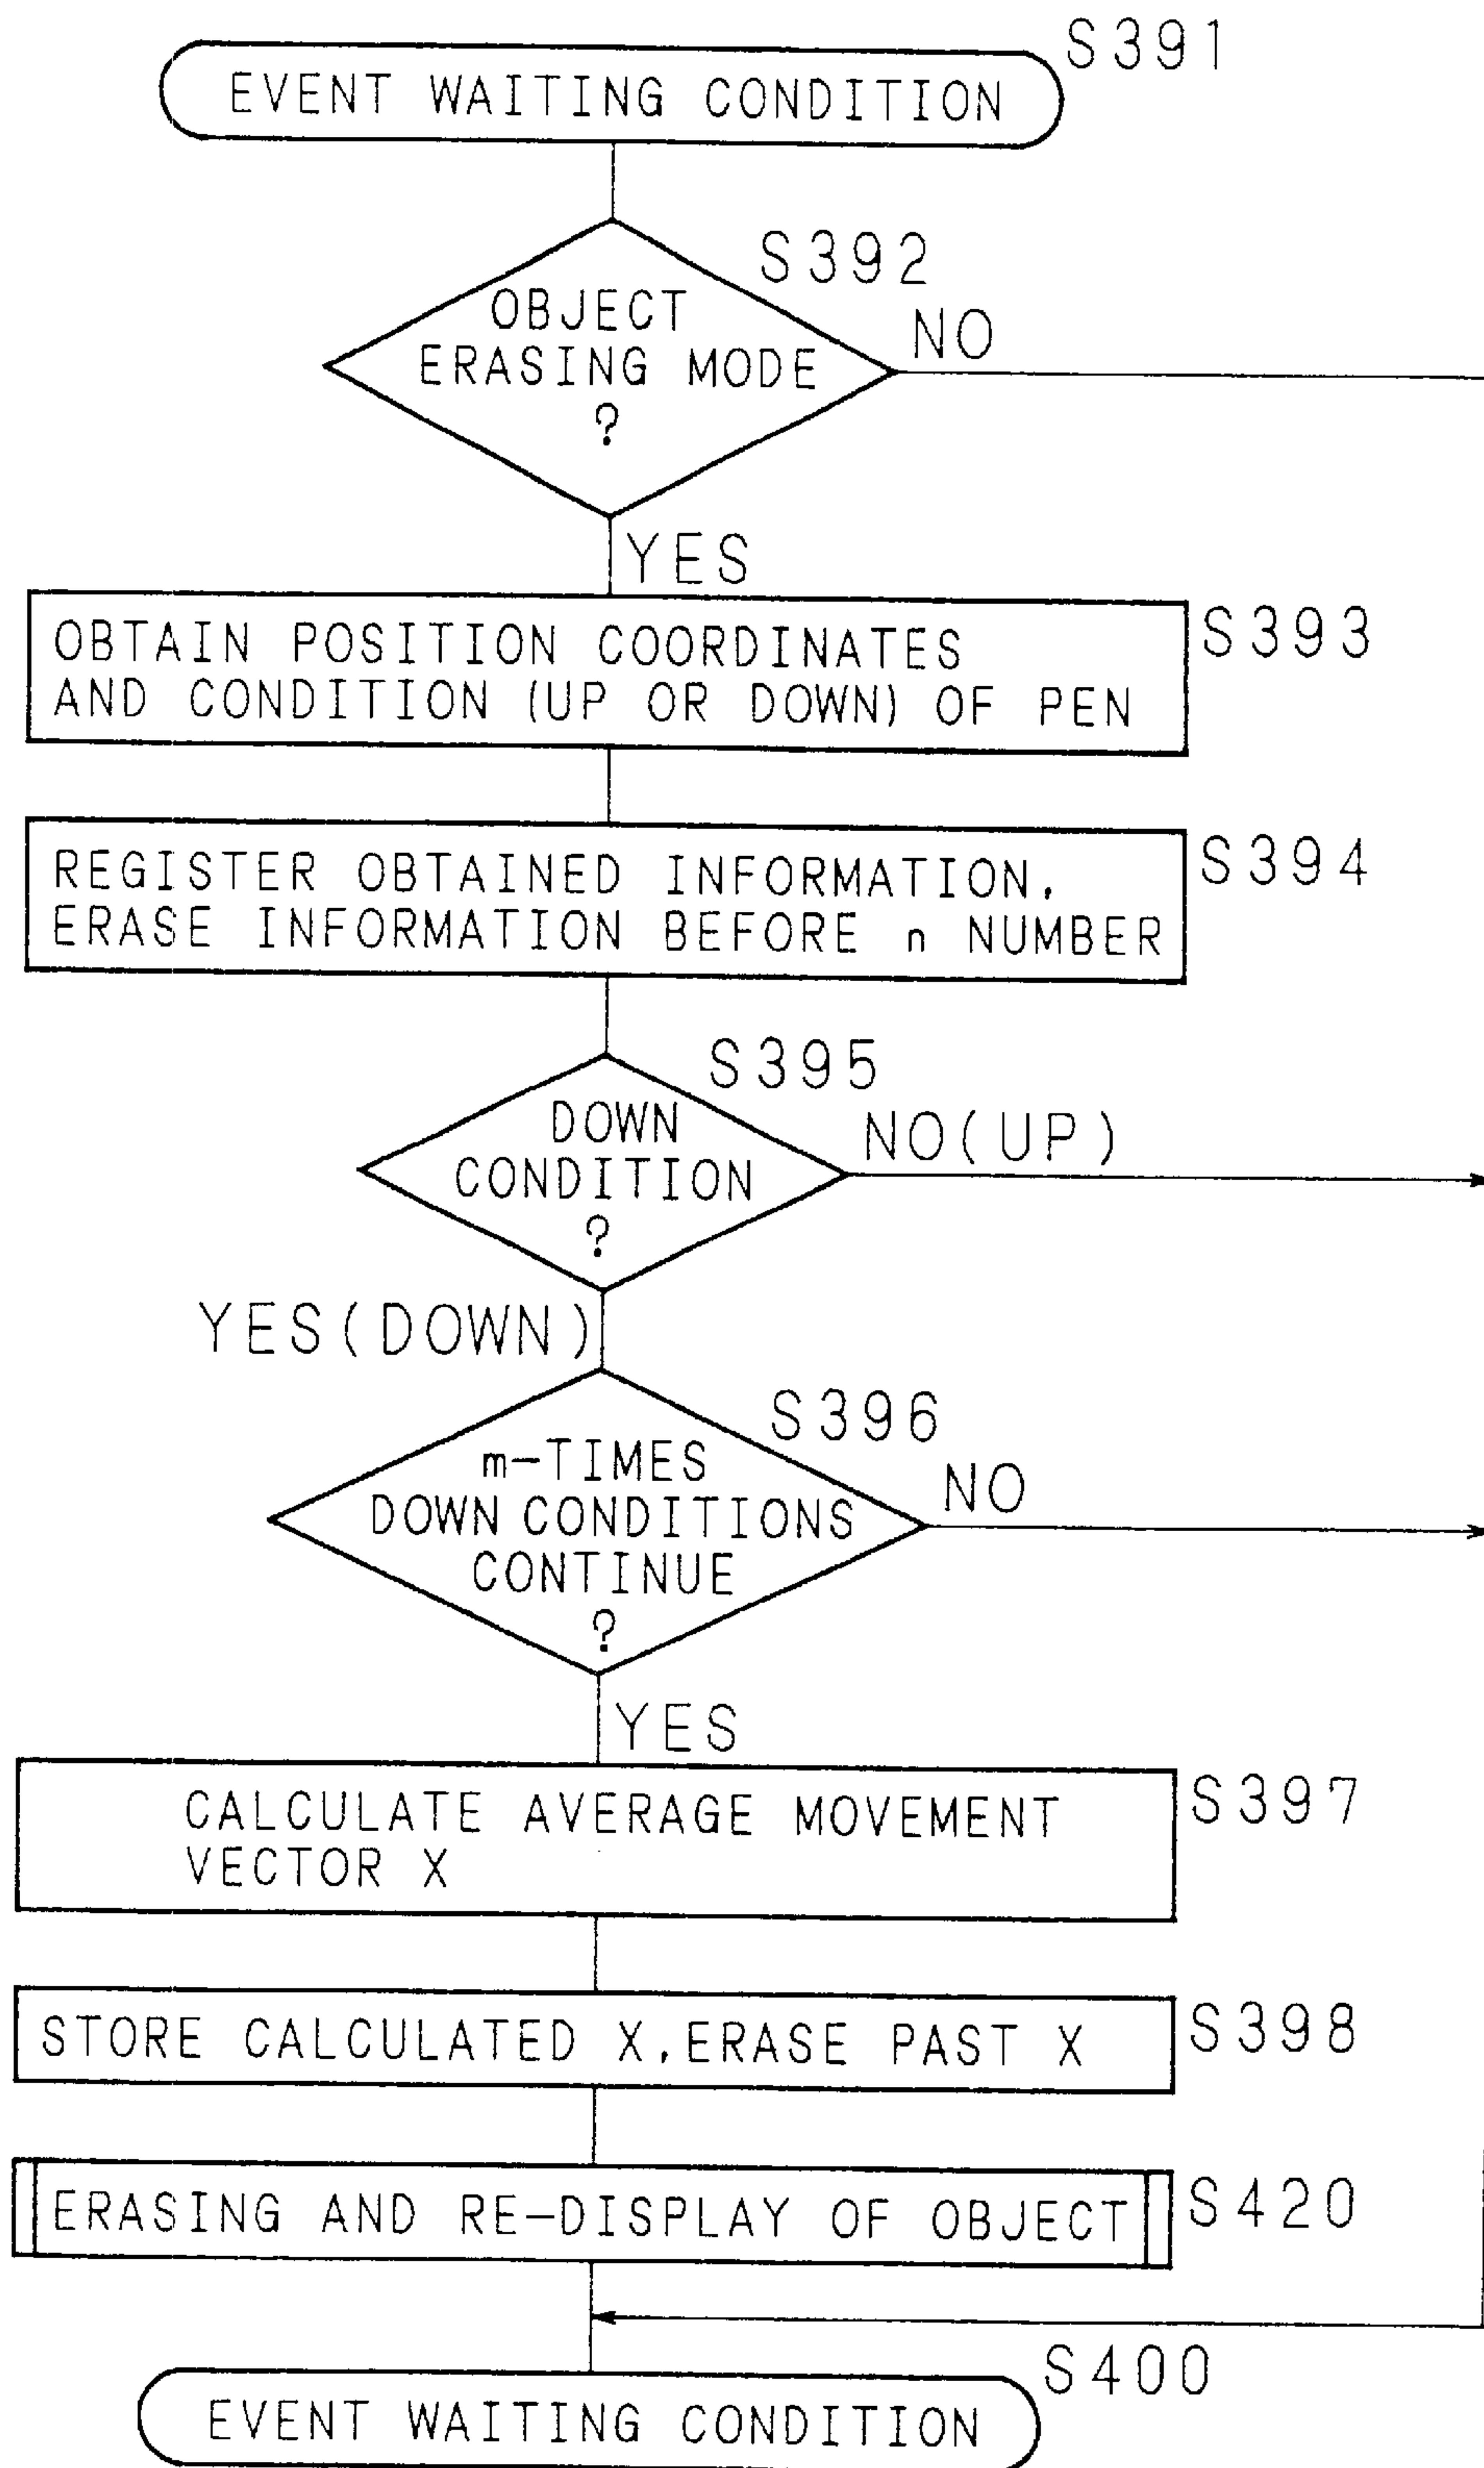 S391
EVENT WAITING CONDITION
S392
OBJECT
ERASING MODE
?
NO
YES
S393
OBTAIN POSITION COORDINATES
AND CONDITION (UP OR DOWN) OF PEN
S394
REGISTER OBTAINED INFORMATION,
ERASE INFORMATION BEFORE n NUMBER
S395
DOWN
CONDITION
?
NO(UP)
YES(DOWN)
S396
m-TIMES
DOWN CONDITIONS
CONTINUE
?
NO
YES
S397
CALCULATE AVERAGE MOVEMENT
VECTOR X
S398
STORE CALCULATED X,ERASE PAST X
S420
ERASING AND RE-DISPLAY OF OBJECT
S400
EVENT WAITING CONDITION